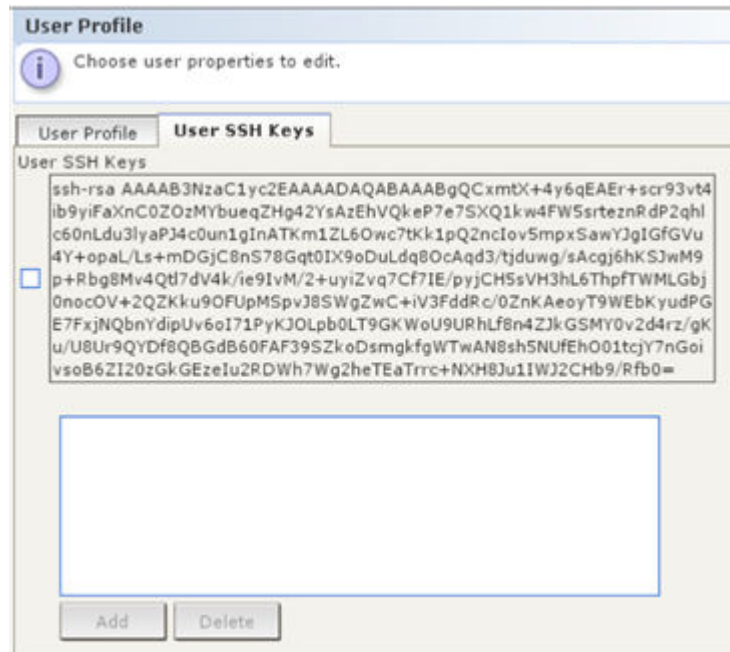 User Profile
i
Choose user properties to edit.
User Profile
User SSH Keys
User SSH Keys
ssh-rsa AAAAB3NzaC1yc2EAAAADAQABAAABgQCxmtX+4y6qEAEr+scr93vt4
ib9yiFaXnC0ZOzMYbueqZHg42YsAzEhVQkeP7e7SXQ1kw4FW5srteznRdP2qhl
c60nLdu3lyaPJ4c0un1gInATKm1ZL6Owc7tKk1pQ2ncIov5mpxSawYJgIGfGVu
4Y+opaL/Ls+mDGjC8nS78Gqt0IX9oDuLdq8OcAqd3/tjduwg/sAcgj6hKSJwM9
p+Rbg8Mv4Qtl7dV4k/ie9IvM/2+uyiZvq7Cf7IE/pyjCH5sVH3hL6ThpfTWMLGbj
0nocOV+2QZKku9OFUpMSpvJ8SWgZwC+iV3FddRc/0ZnKAeoyT9WEbKyudPG
E7FxjNQbnYdipUv6oI71PyKJOLpb0LT9GKWoU9URhLf8n4ZJkGSMY0v2d4rz/gK
u/U8Ur9QYDf8QBGdB60FAF39SZkoDsmgkfgWTwAN8sh5NUfEhO01tcjY7nGoi
vsoB6ZI20zGkGEzeIu2RDWh7Wg2heTEaTrrc+NXH8Ju1IWJ2CHb9/Rfb0=
Add
Delete